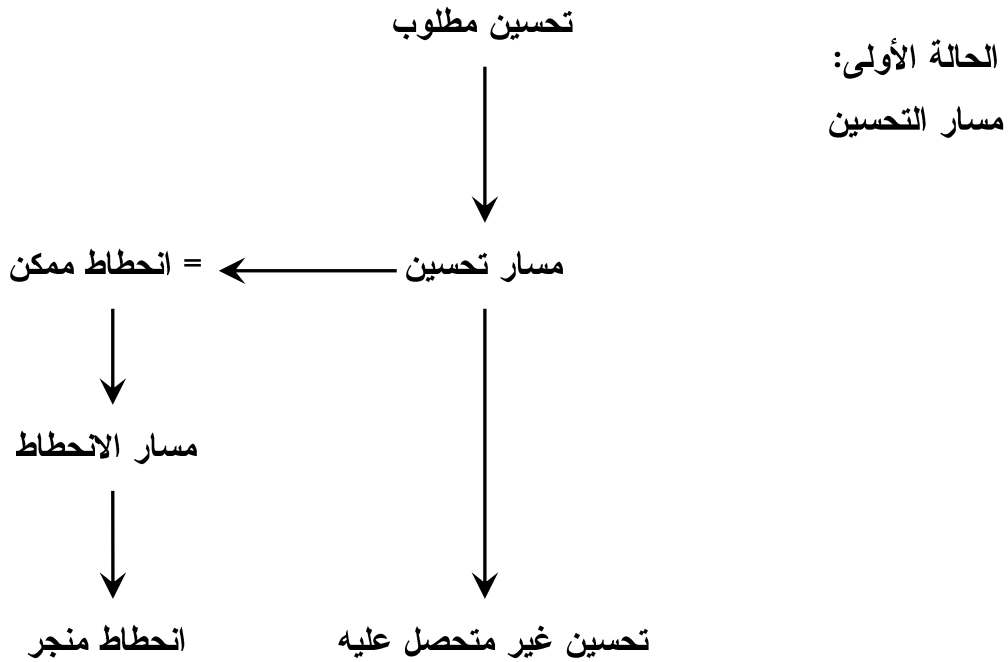 الحالة الأولى:
مسار التحسين
تحسين مطلوب
مسار تحسين
= انحطاط ممكن
مسار الانحطاط
تحسين غير متحصل عليه
انحطاط منجر